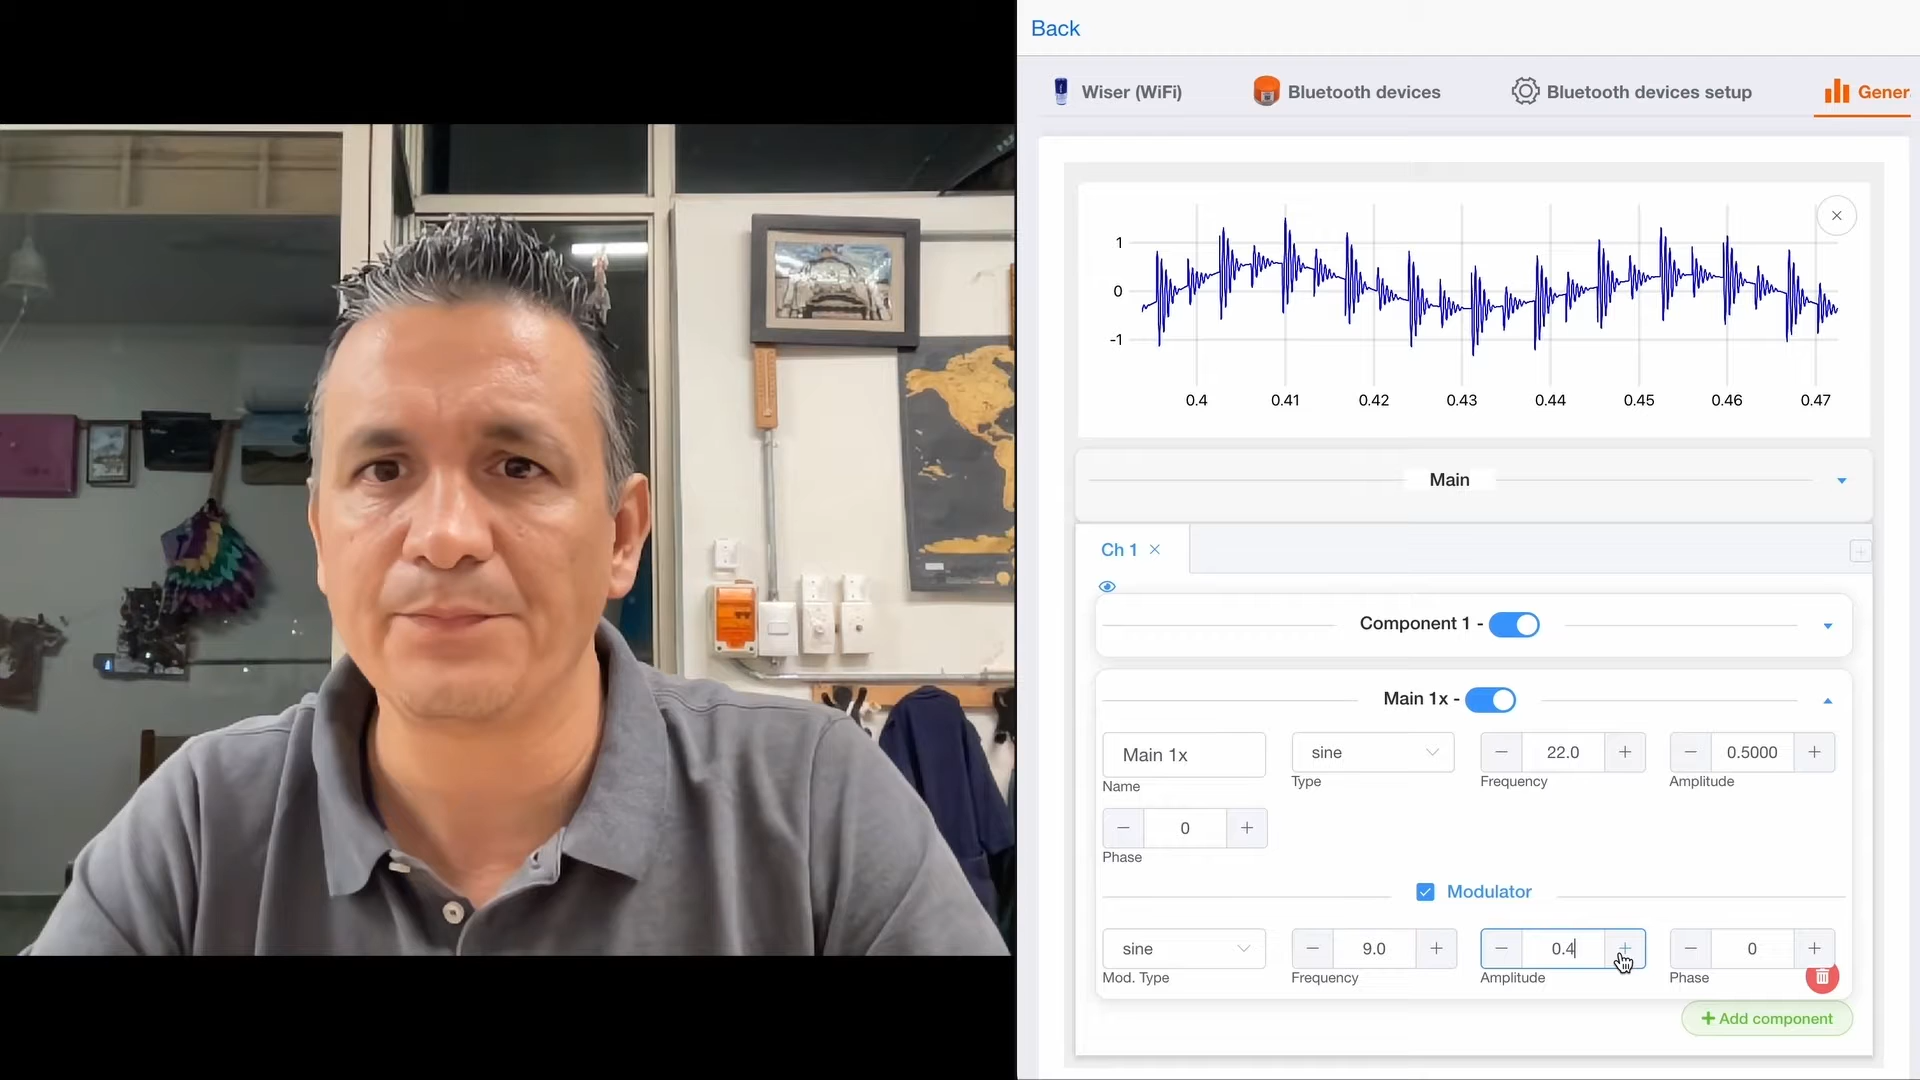 Back
Wiser (WiFi)
Bluetooth devices
Bluetooth devices setup
Gener
1
0
-1
0.4
0.41
0.42
0.43
0.44
0.45
0.46
0.47
Main
Ch 1
Component 1 -
Main 1x -
Main 1x
sine
22.0
0.5000
Name
Type
Frequency
Amplitude
0
Phase
Modulator
sine
9.0
0.4
0
Mod. Type
Frequency
Amplitude
Phase
Add component